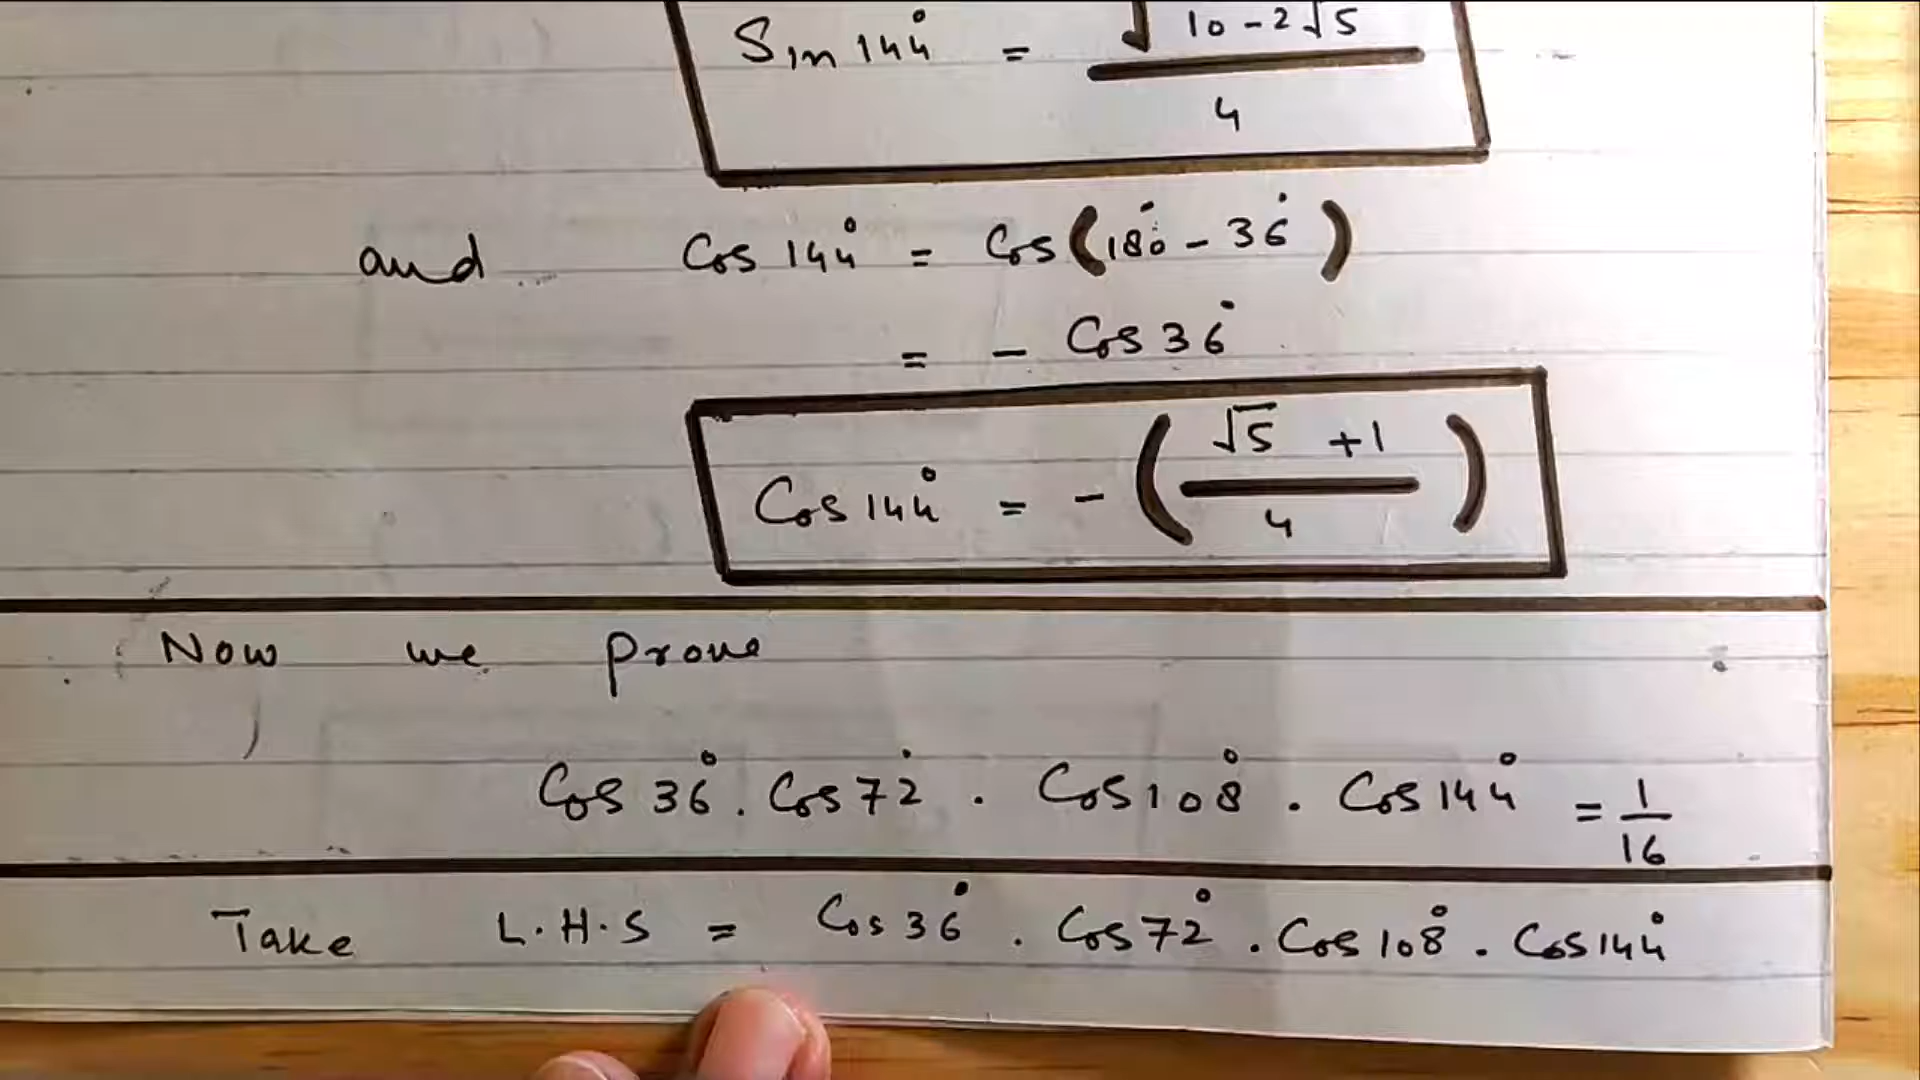 Sin 144° = √10-2√5 / 4
and Cos 144° = Cos(180° - 36°)
= - Cos 36°
Cos 144° = - (√5 + 1 / 4)
Now we prove
Cos 36° . Cos 72° . Cos 108° . Cos 144° = 1/16
Take L.H.S = Cos 36° . Cos 72° . Cos 108° . Cos 144°